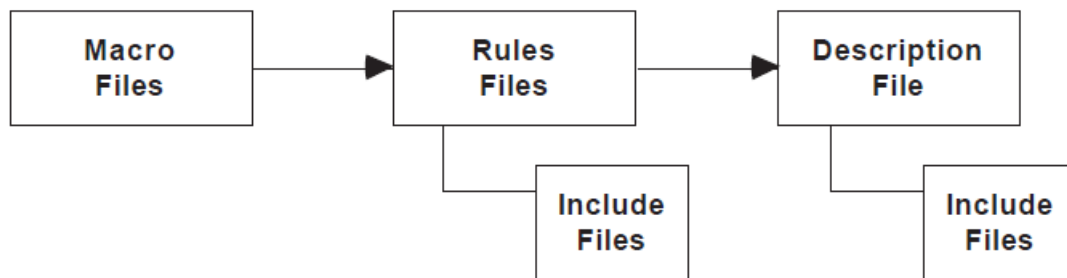 Macro
Files
Rules
Files
Description
File
Include
Files
Include
Files